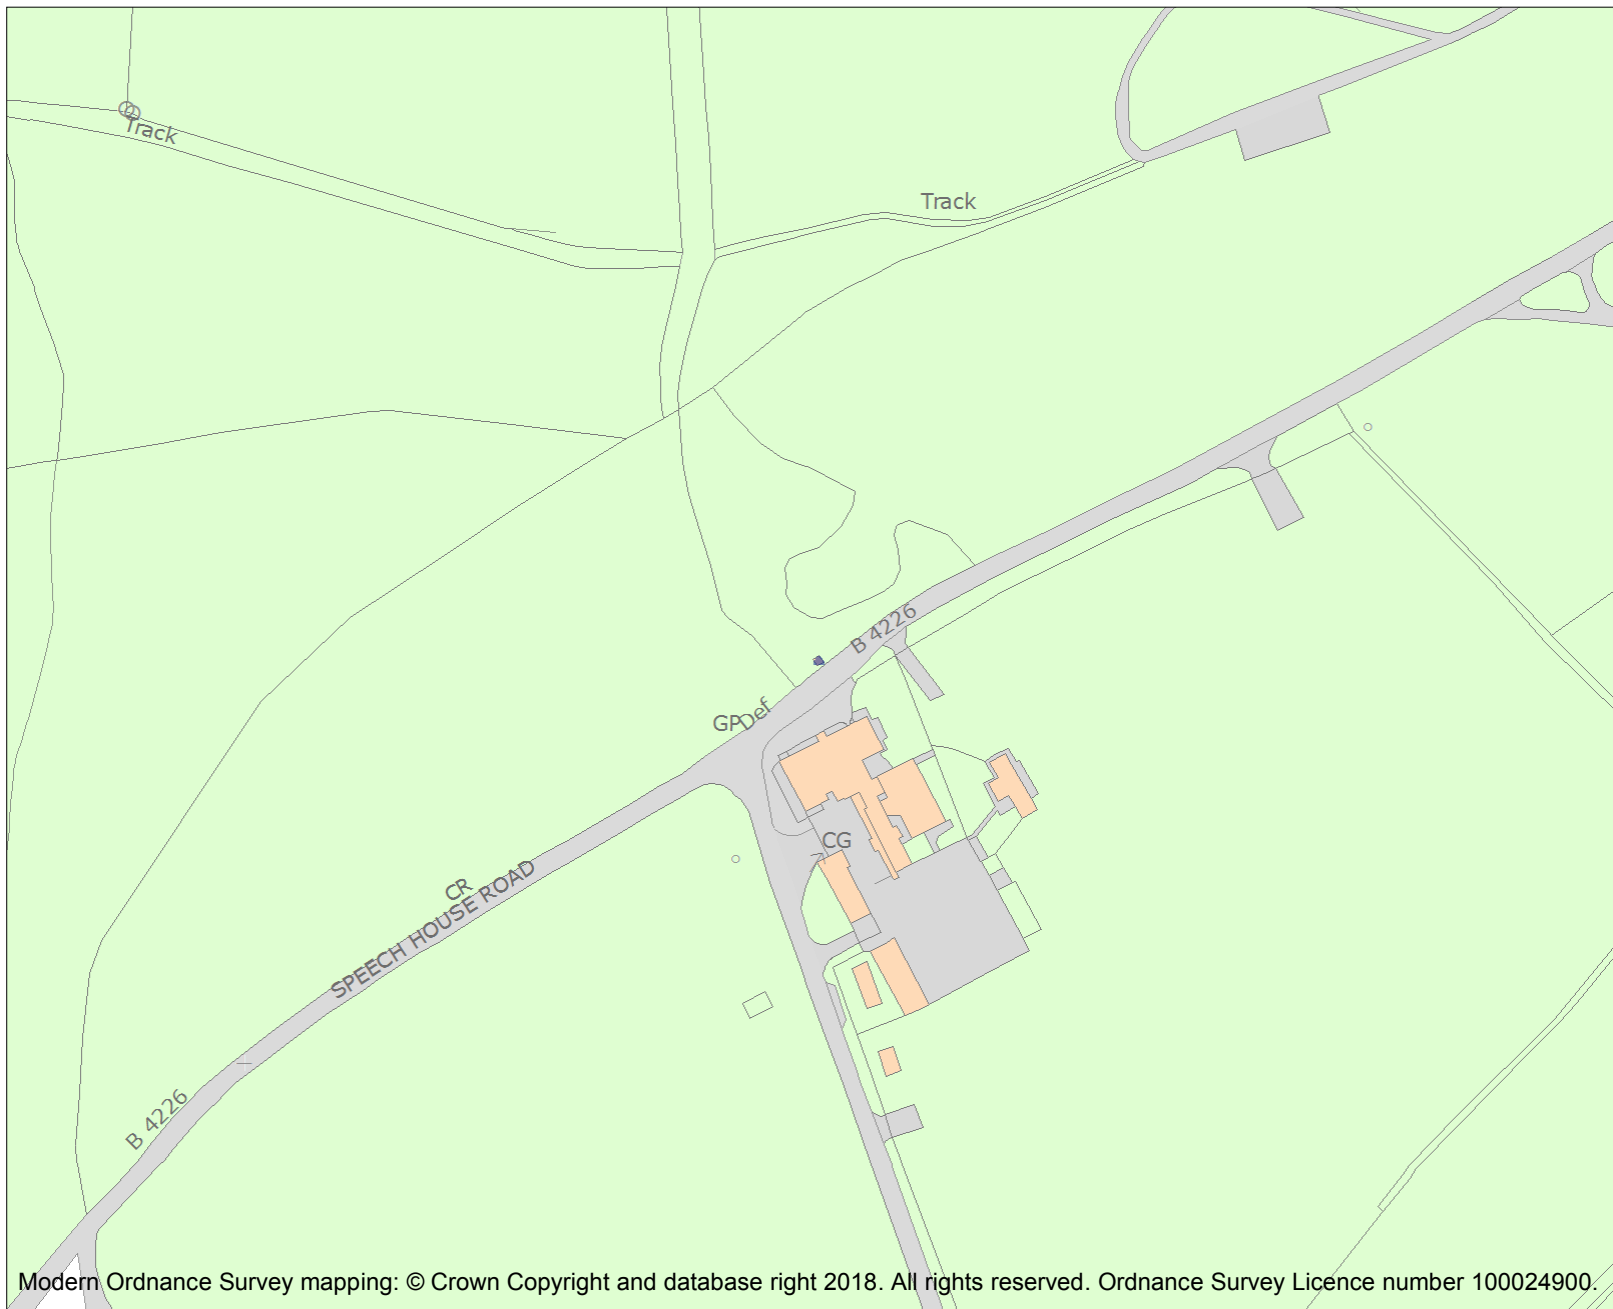 Track
Track
B 4226
GP
Def
CG
CR
SPEECH HOUSE ROAD
B 4226
Modern Ordnance Survey mapping: © Crown Copyright and database right 2018. All rights reserved. Ordnance Survey Licence number 100024900.